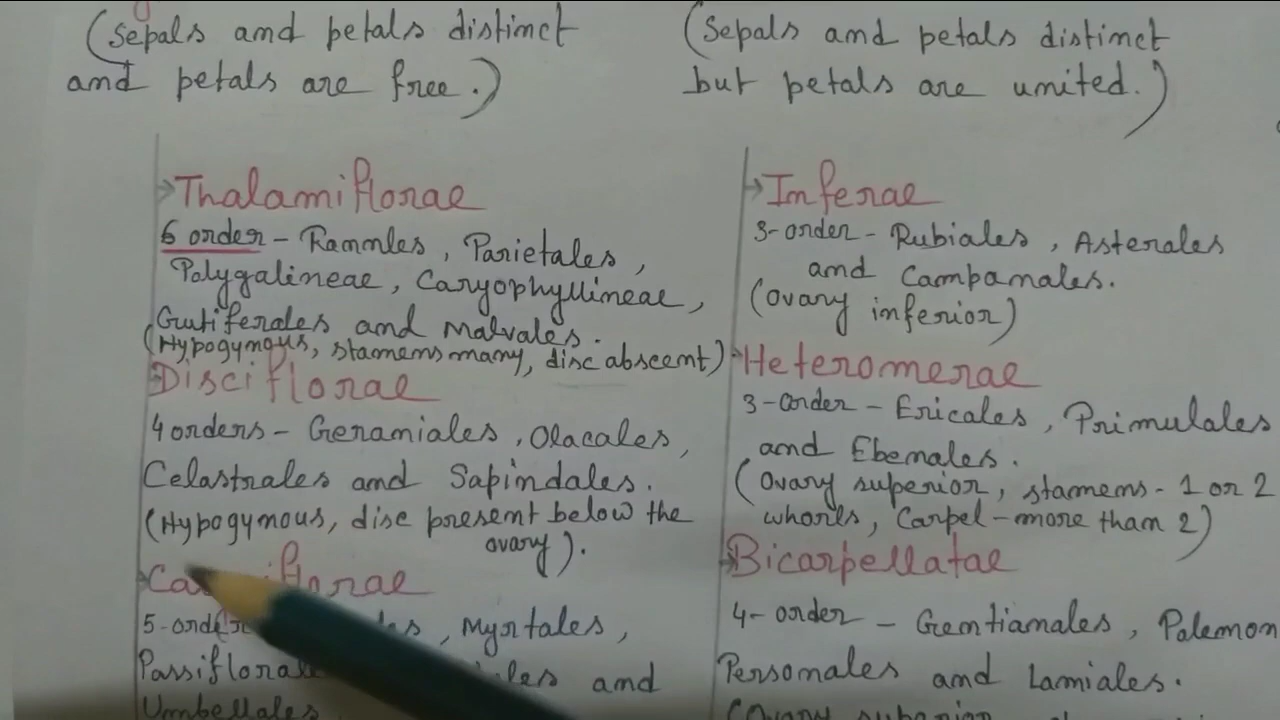 (Sepals and petals distinct
and petals are free.)
Thalamiflorae
6 order - Rannles, Parietales,
Polygalineae, Caryophyllineae,
Gutiferales and Malvales.
(Hypogynous, stamens many, disc abscent)
Disciflorae
4 orders - Geraniales, Olacales,
Celastrales and Sapindales.
(Hypogynous, disc present below the
ovary).
5-order
Myrtales,
and
Umbellales
(Sepals and petals distinct
but petals are united.)
Inferae
3-order - Rubiales, Asterales
and Campanales.
(Ovary inferior)
Heteromerae
3-order - Ericales, Primulales
and Ebenales.
(Ovary superior, stamens - 1 or 2
whorls, Carpel - more than 2)
Bicarpellatae
4-order - Gentianales, Polemon
Personales and Lamiales.